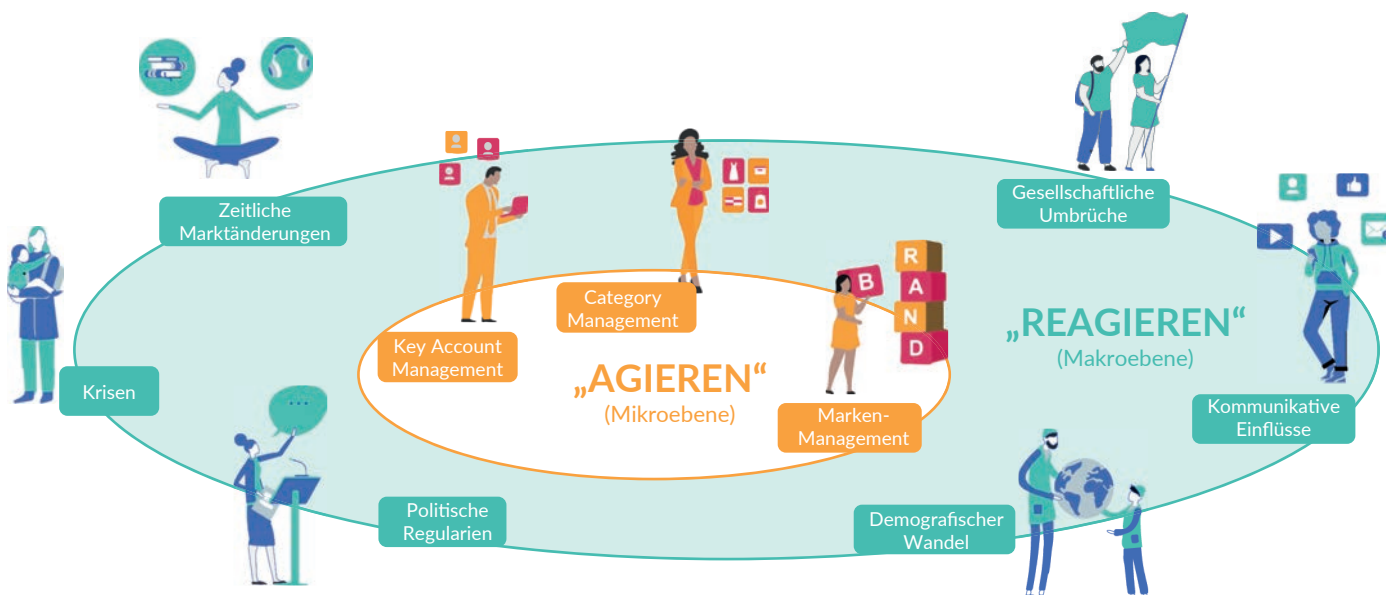 Zeitliche
Marktänderungen
Gesellschaftliche
Umbrüche
Category
Management
Key Account
Management
B
R
A
N
D
„AGIEREN“
(Mikroebene)
„REAGIEREN“
(Makroebene)
Krisen
Marken-
Management
Kommunikative
Einflüsse
Politische
Regularien
Demografischer
Wandel